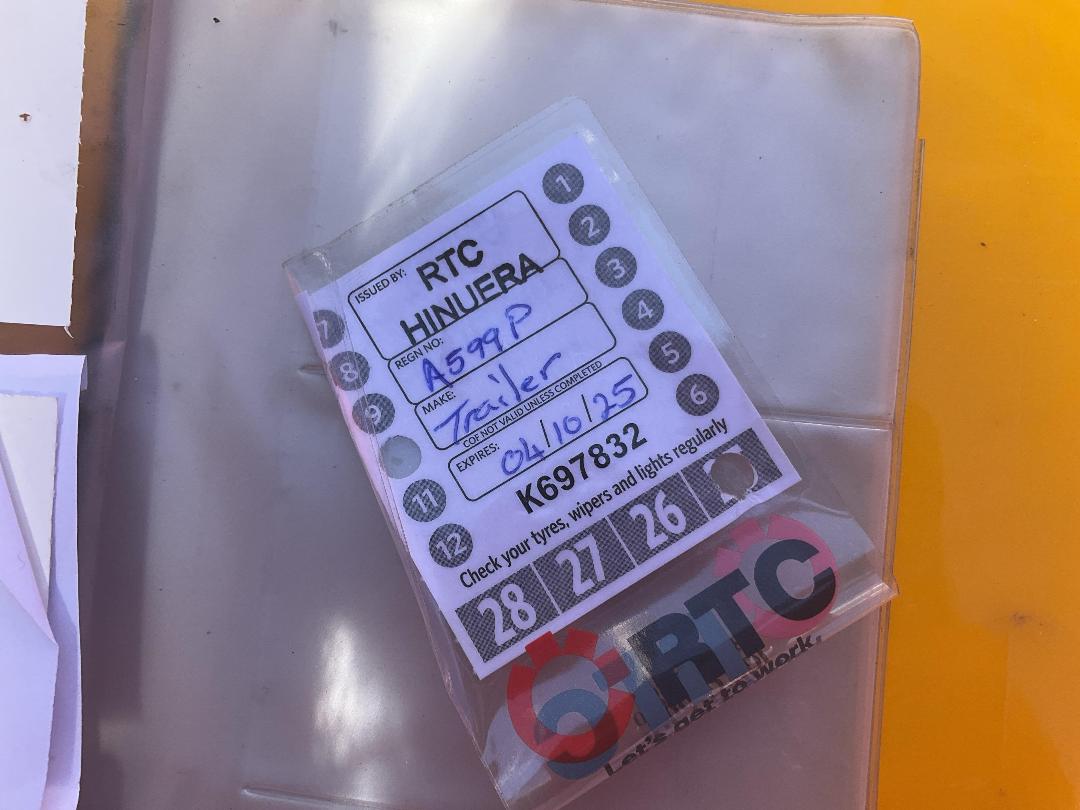 1
2
3
4
5
6
7
8
9
11
12
ISSUED BY:
RTC
HINUERA
REGN NO:
A599P
MAKE:
Trailer
COF NOT VALID UNLESS COMPLETED
EXPIRES:
04/10/25
K697832
Check your tyres, wipers and lights regularly
28 27 26
RTC
Let's get to work.